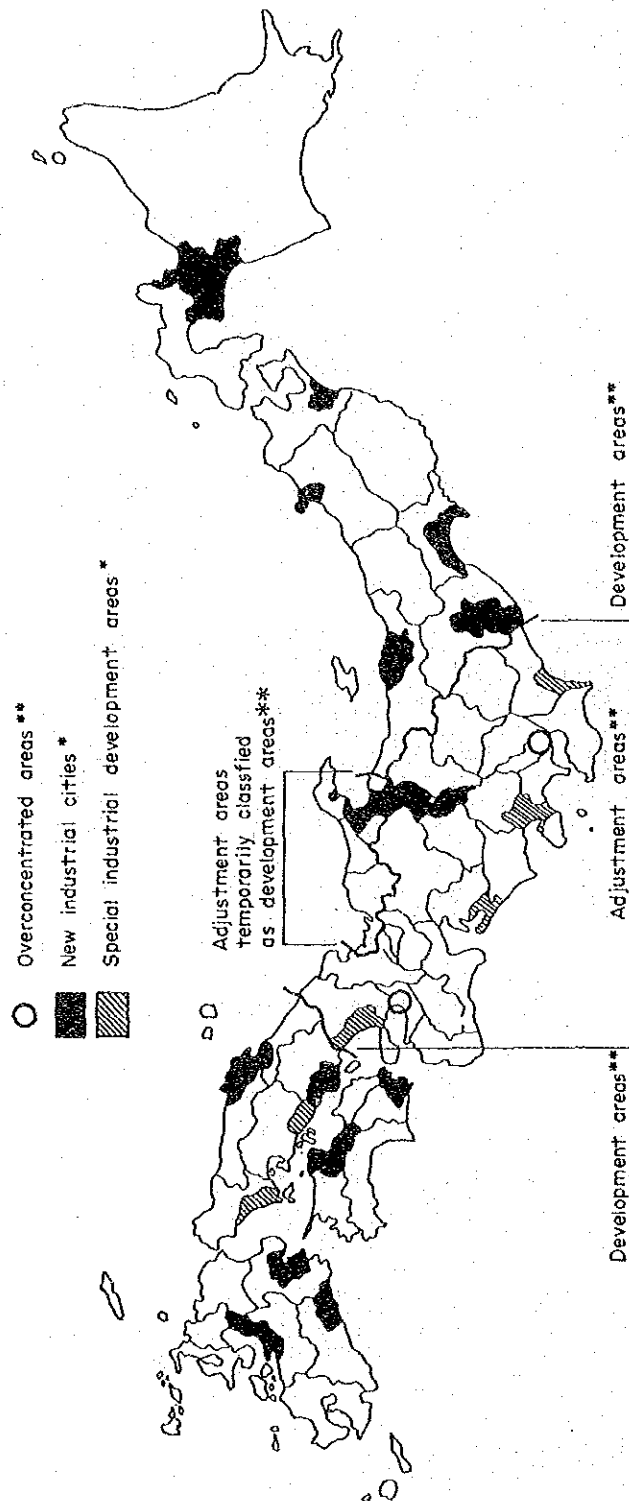 Overconcentrated areas **
New industrial cities *
Special industrial development areas *
Adjustment areas
temporarily classfied
as development areas**
Development areas**
Adjustment areas**
Development areas**